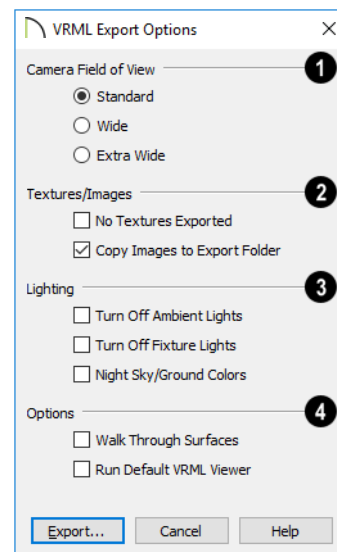 VRML Export Options
Camera Field of View 1
Standard
Wide
Extra Wide
Textures/Images 2
No Textures Exported
Copy Images to Export Folder
Lighting 3
Turn Off Ambient Lights
Turn Off Fixture Lights
Night Sky/Ground Colors
Options 4
Walk Through Surfaces
Run Default VRML Viewer
Export... Cancel Help